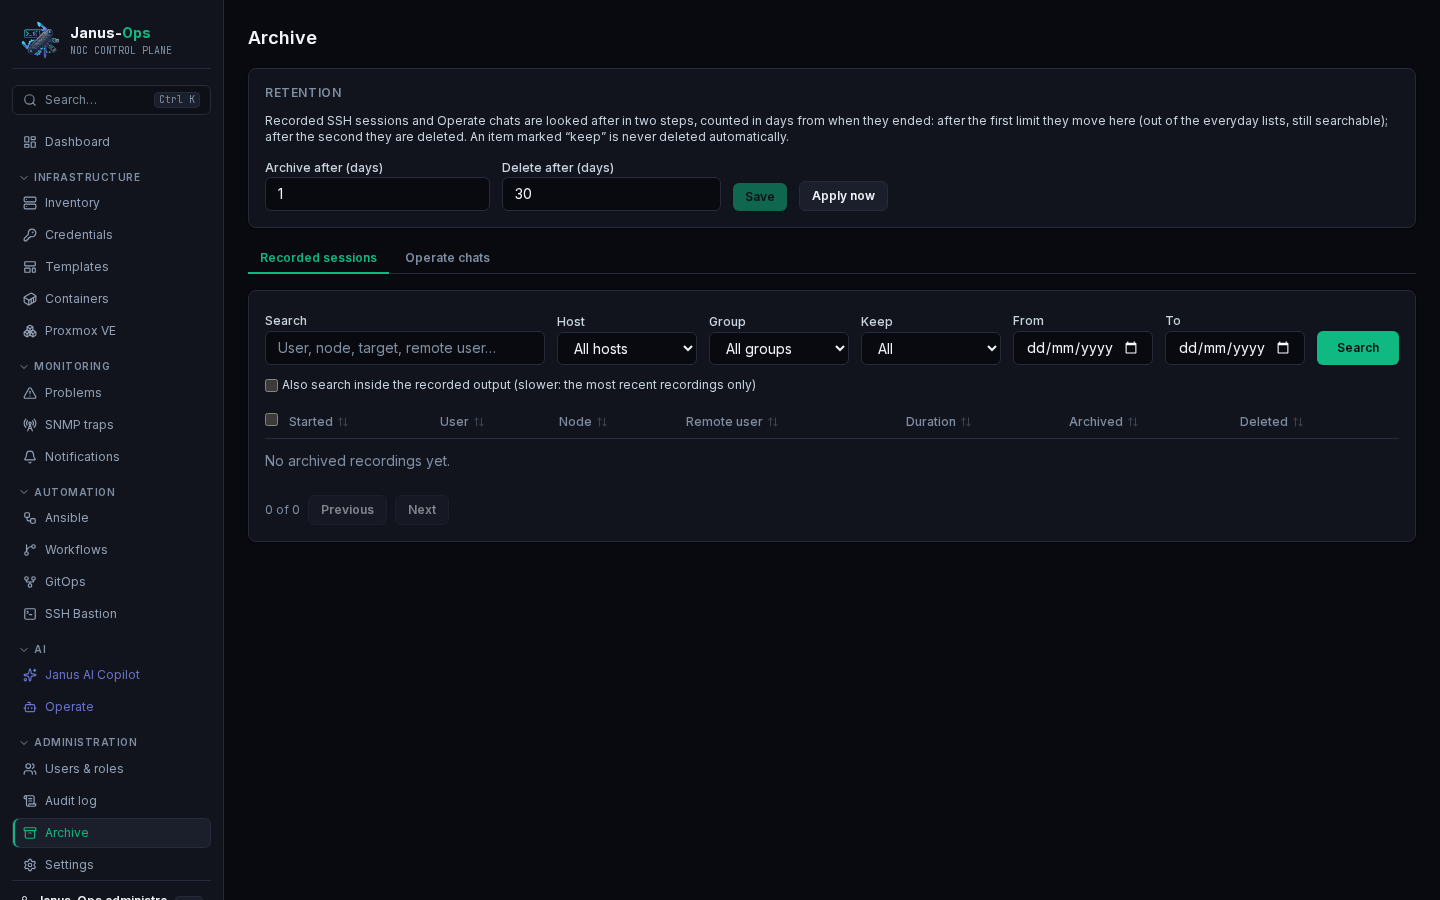 Janus-Ops
NOC CONTROL PLANE
Search…
Ctrl K
Dashboard
INFRASTRUCTURE
Inventory
Credentials
Templates
Containers
Proxmox VE
MONITORING
Problems
SNMP traps
Notifications
AUTOMATION
Ansible
Workflows
GitOps
SSH Bastion
AI
Janus AI Copilot
Operate
ADMINISTRATION
Users & roles
Audit log
Archive
Settings
Janus-Ops administra
Archive
RETENTION
Recorded SSH sessions and Operate chats are looked after in two steps, counted in days from when they ended: after the first limit they move here (out of the everyday lists, still searchable);
after the second they are deleted. An item marked “keep” is never deleted automatically.
Archive after (days) Delete after (days)
1 30 Save Apply now
Recorded sessions Operate chats
Search Host Group Keep From To
User, node, target, remote user… All hosts All groups All dd/mm/yyyy dd/mm/yyyy Search
Also search inside the recorded output (slower: the most recent recordings only)
Started User Node Remote user Duration Archived Deleted
No archived recordings yet.
0 of 0 Previous Next